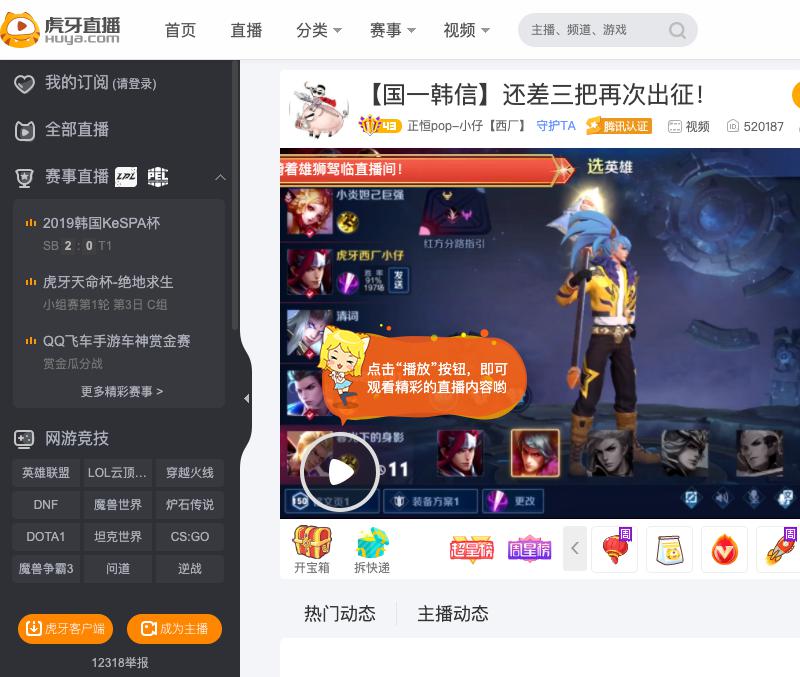 虎牙直播
HUYA.COM
首页
直播
分类
赛事
视频
主播、频道、游戏
我的订阅 (请登录)
全部直播
赛事直播 LPL PEL
2019韩国KeSPA杯
SB 2 : 0 T1
虎牙天命杯-绝地求生
小组赛第1轮 第3日 C组
QQ飞车手游车神赏金赛
赏金瓜分战
更多精彩赛事 >
网游竞技
英雄联盟 LOL云顶... 穿越火线
DNF 魔兽世界 炉石传说
DOTA1 坦克世界 CS:GO
魔兽争霸3 问道 逆战
虎牙客户端 成为主播
12318举报
【国一韩信】还差三把再次出征！
43 正恒pop-小仔【西厂】 守护TA 腾讯认证 视频 520187
骑着雄狮驾临直播间！
选英雄
小炎妲己巨强
红方分路指引
虎牙西厂小仔
胜率
91%
197场
发送
清词
点击“播放”按钮，即可
观看精彩的直播内容哟
暮光下的身影
11
150
装备方案1
更改
开宝箱
拆快递
超星榜
周星榜
周
周
热门动态
主播动态